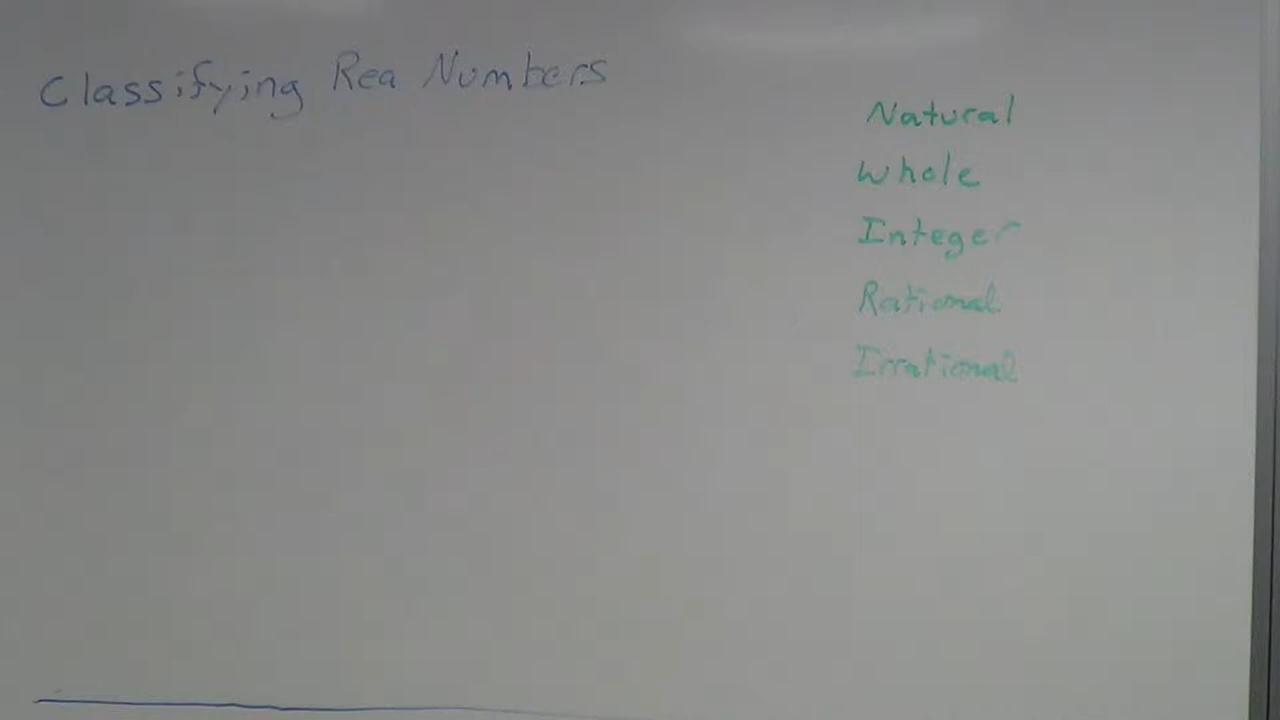 Classifying Rea Numbers
Natural
Whole
Integer
Rational
Irrational